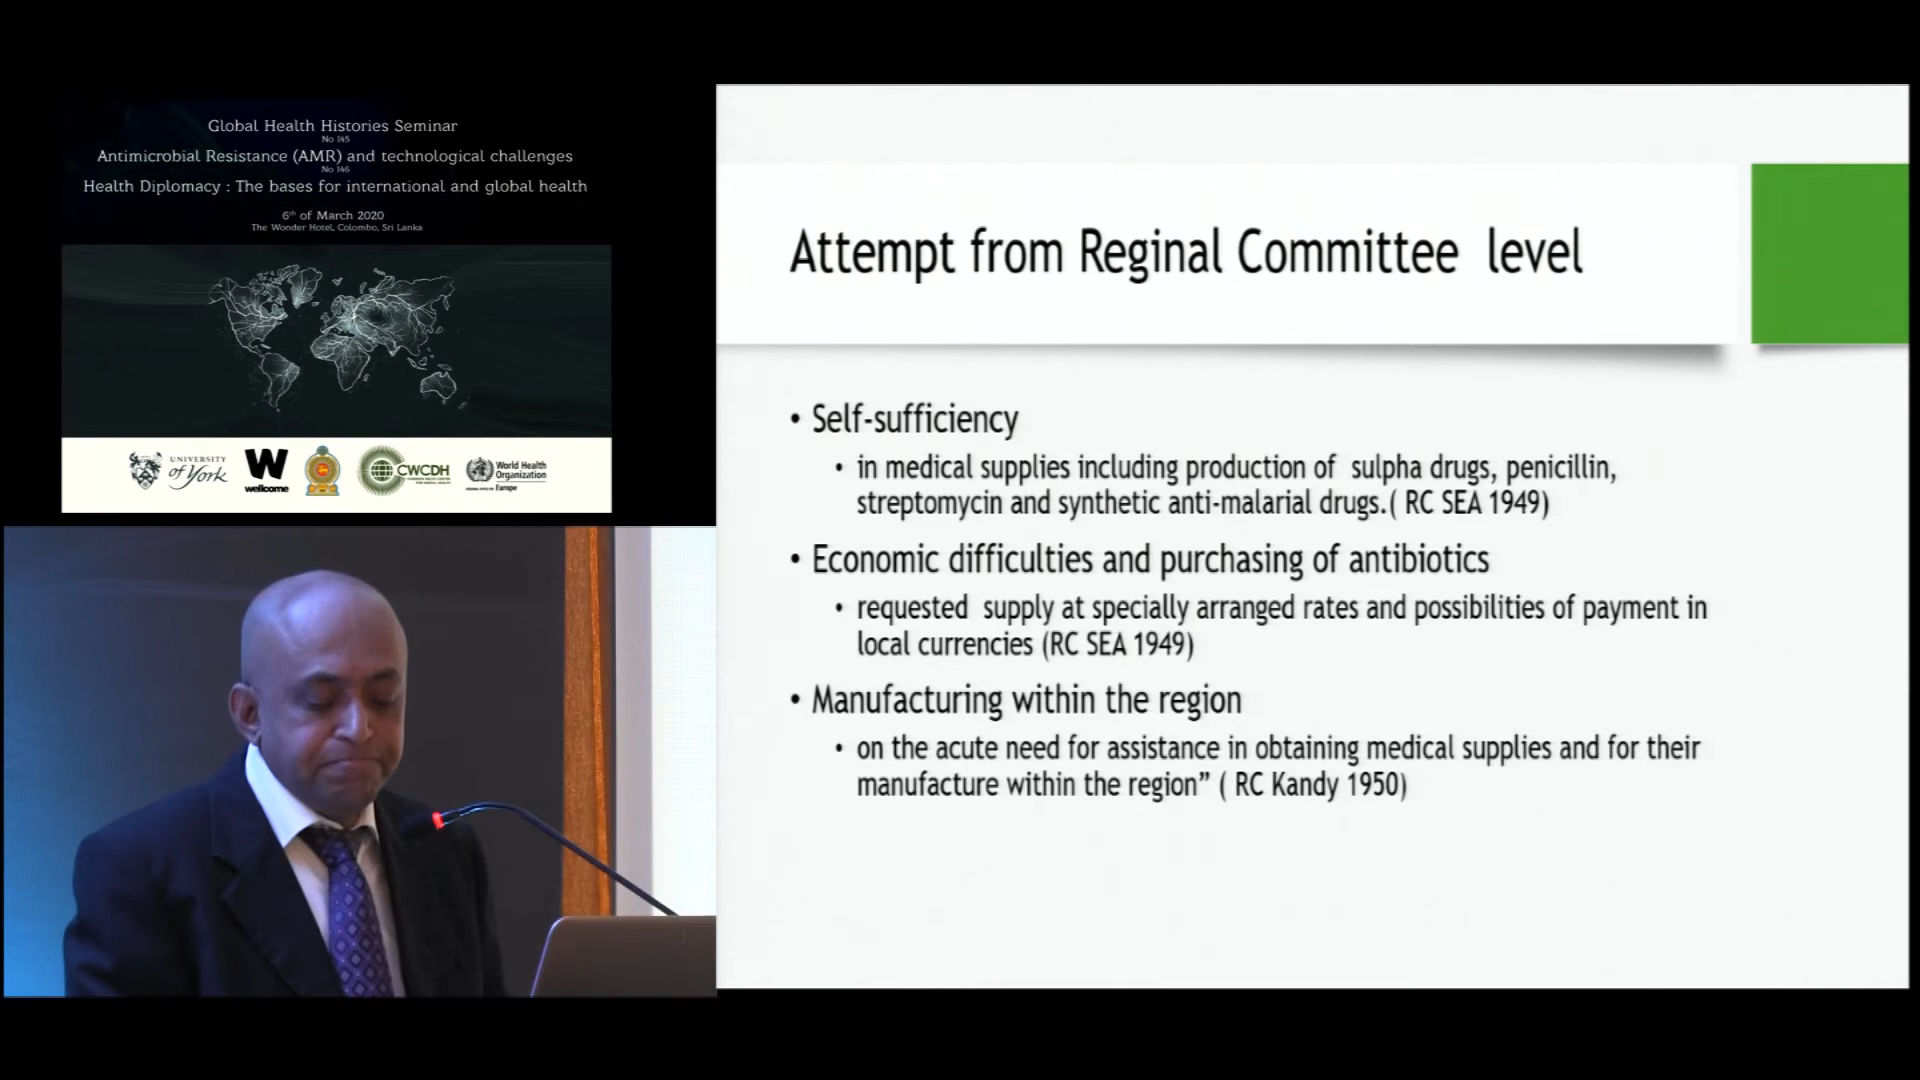 Global Health Histories Seminar
No 145
Antimicrobial Resistance (AMR) and technological challenges
No 146
Health Diplomacy : The bases for international and global health
6th of March 2020
The Wonder Hotel, Colombo, Sri Lanka
UNIVERSITY
of York
W
wellcome
CWCDH
World Health
Organization
Europe
Attempt from Reginal Committee level
• Self-sufficiency
• in medical supplies including production of sulpha drugs, penicillin,
streptomycin and synthetic anti-malarial drugs.( RC SEA 1949)
• Economic difficulties and purchasing of antibiotics
• requested supply at specially arranged rates and possibilities of payment in
local currencies (RC SEA 1949)
• Manufacturing within the region
• on the acute need for assistance in obtaining medical supplies and for their
manufacture within the region” ( RC Kandy 1950)